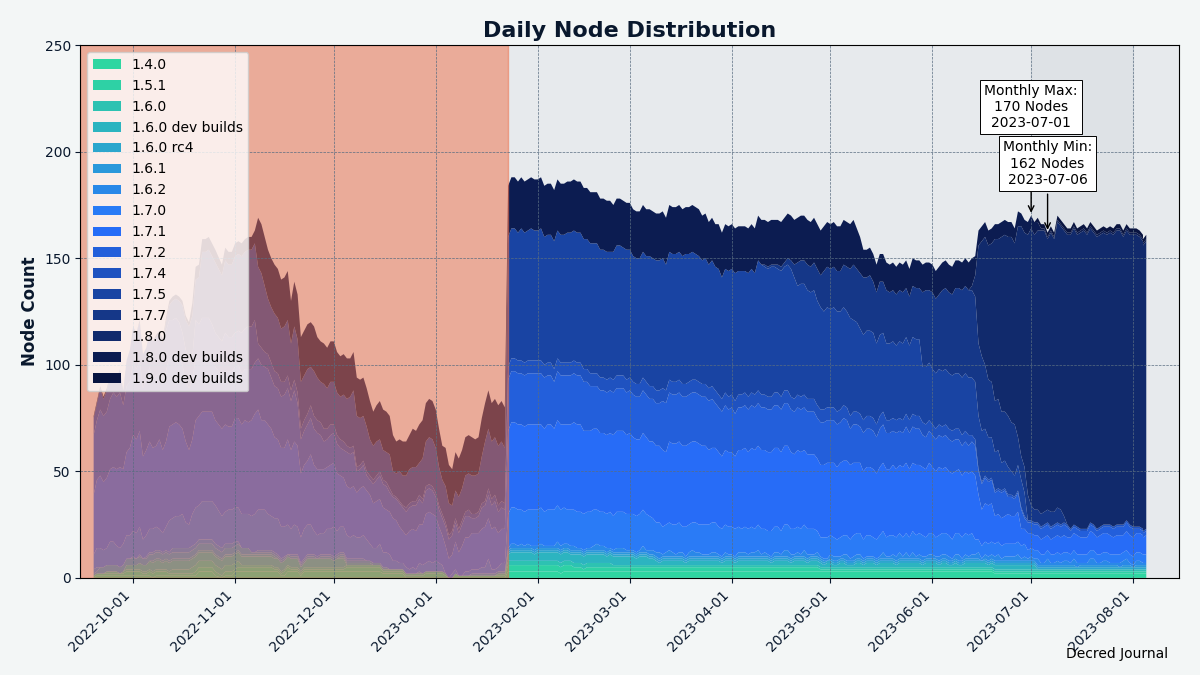 Daily Node Distribution
Node Count
250
200
150
100
50
0
1.4.0
1.5.1
1.6.0
1.6.0 dev builds
1.6.0 rc4
1.6.1
1.6.2
1.7.0
1.7.1
1.7.2
1.7.4
1.7.5
1.7.7
1.8.0
1.8.0 dev builds
1.9.0 dev builds
Monthly Max:
170 Nodes
2023-07-01
Monthly Min:
162 Nodes
2023-07-06
2022-10-01
2022-11-01
2022-12-01
2023-01-01
2023-02-01
2023-03-01
2023-04-01
2023-05-01
2023-06-01
2023-07-01
2023-08-01
Decred Journal